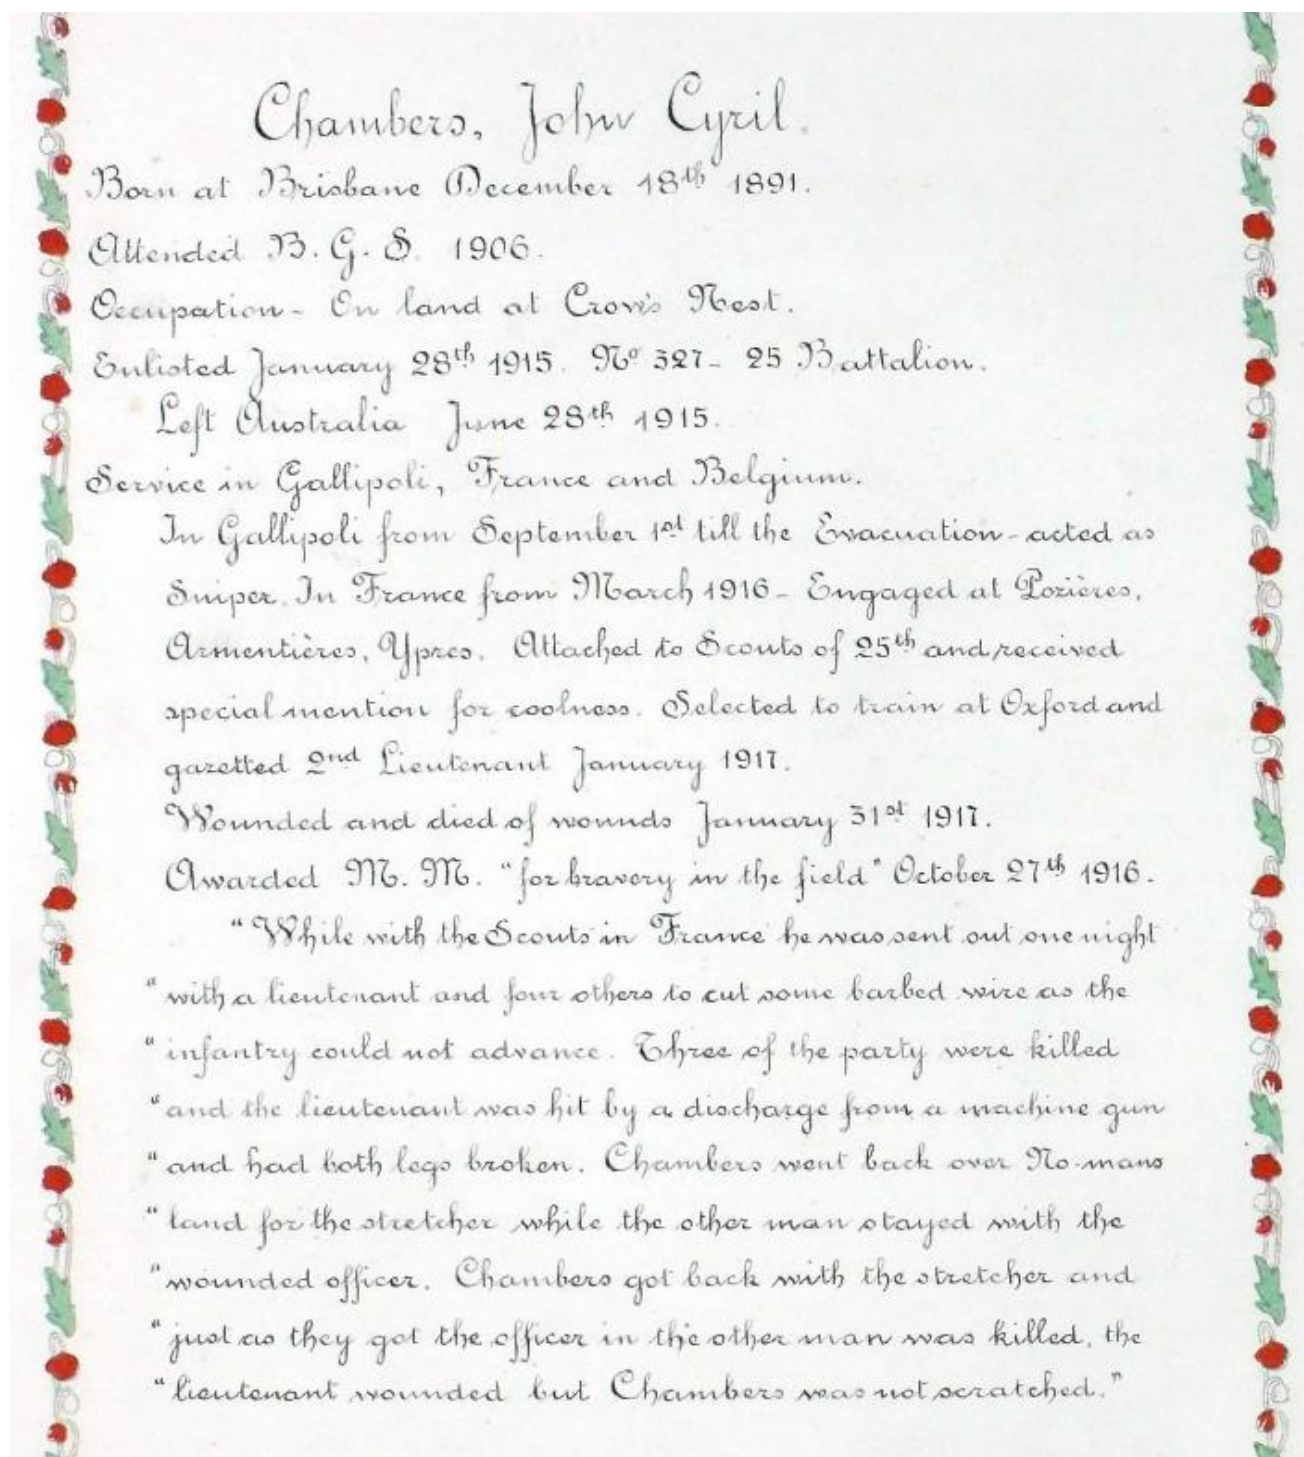 Chambers, John Cyril.
Born at Brisbane December 18th 1891.
Attended B. G. S. 1906.
Occupation - On land at Crow's Nest.
Enlisted January 28th 1915. No 327 - 25 Battalion.
Left Australia June 28th 1915.
Service in Gallipoli, France and Belgium.
In Gallipoli from September 1st till the Evacuation - acted as
Sniper. In France from March 1916 - Engaged at Pozières,
Armentières, Ypres. Attached to Scouts of 25th and received
special mention for coolness. Selected to train at Oxford and
gazetted 2nd Lieutenant January 1917.
Wounded and died of wounds January 31st 1917.
Awarded M. M. "for bravery in the field" October 27th 1916.
"While with the Scouts in France he was sent out one night
"with a lieutenant and four others to cut some barbed wire as the
"infantry could not advance. Three of the party were killed
"and the lieutenant was hit by a discharge from a machine gun
"and had both legs broken. Chambers went back over No-mans
"land for the stretcher while the other man stayed with the
"wounded officer. Chambers got back with the stretcher and
"just as they got the officer in the other man was killed, the
"lieutenant wounded but Chambers was not scratched."